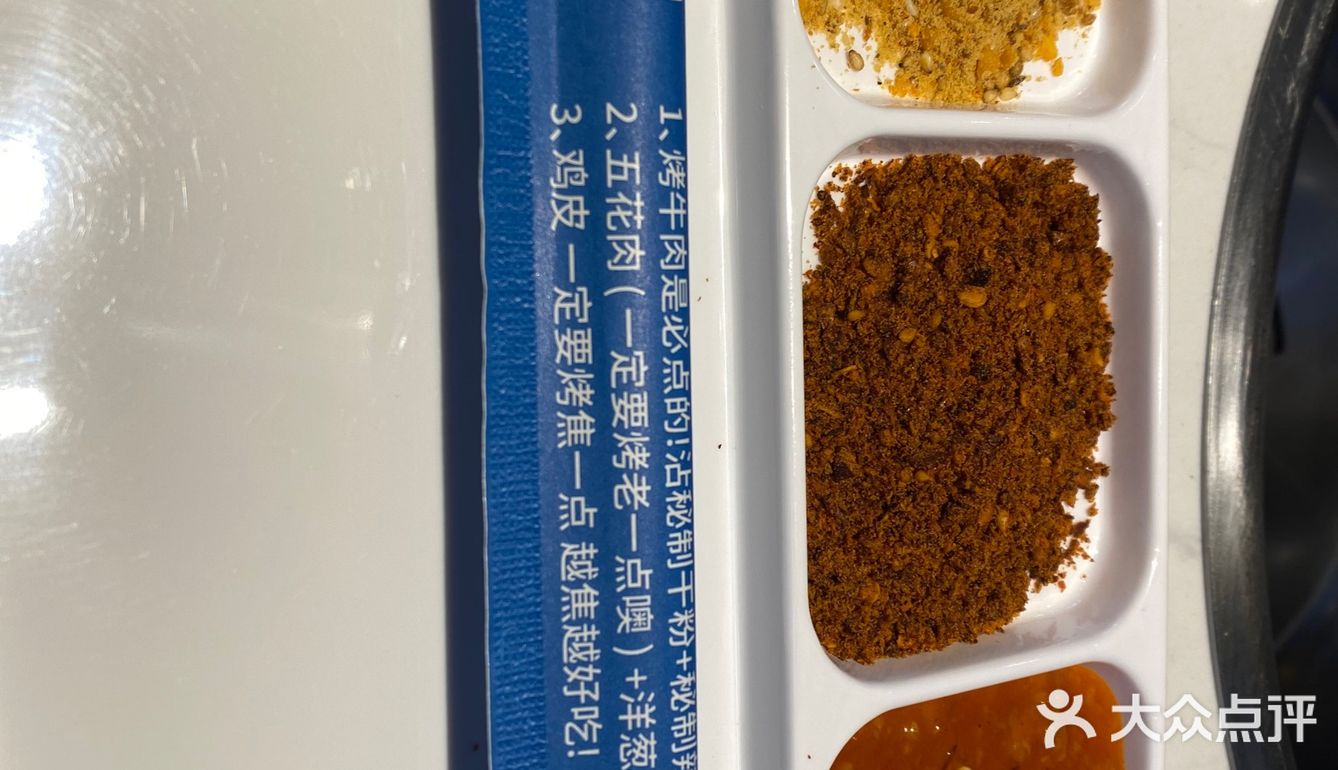 1、烤牛肉是必点的!沾秘制干粉+秘制
2、五花肉(一定要烤老一点噢)+洋葱
3、鸡皮 一定要烤焦一点 越焦越好吃!
大众点评